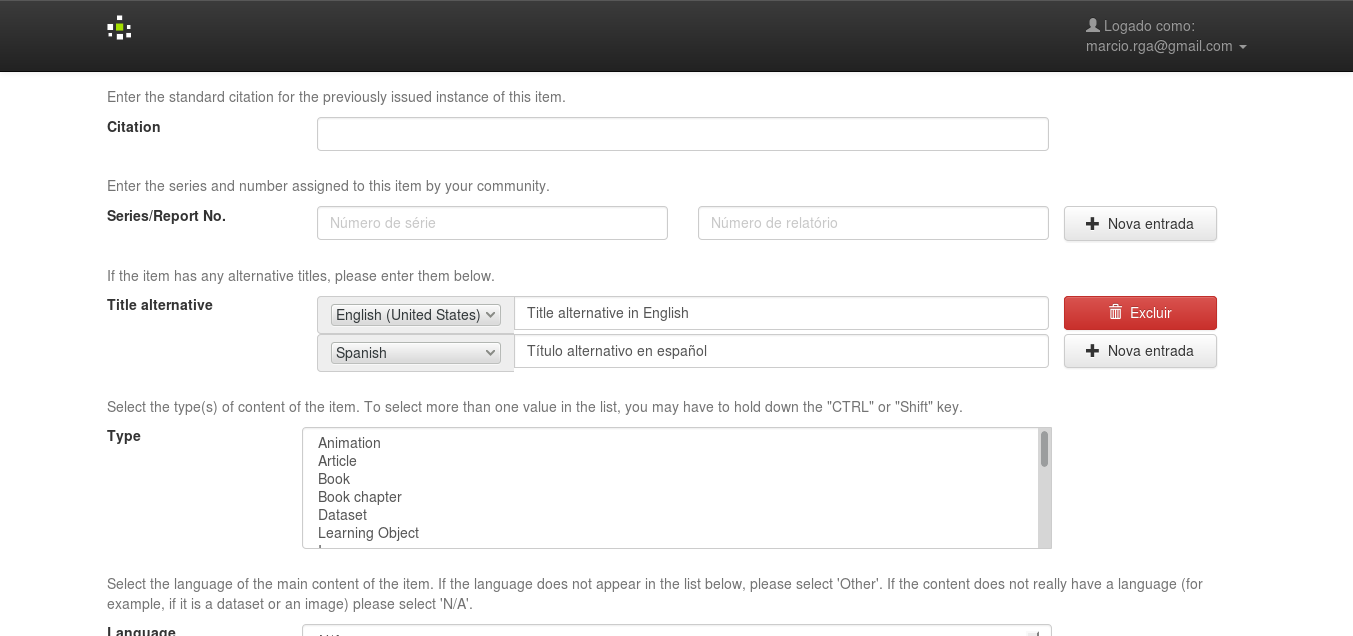 Logado como:
marcio.rga@gmail.com
Enter the standard citation for the previously issued instance of this item.
Citation
Enter the series and number assigned to this item by your community.
Series/Report No.
Número de série
Número de relatório
Nova entrada
If the item has any alternative titles, please enter them below.
Title alternative
English (United States)
Title alternative in English
Excluir
Spanish
Título alternativo en español
Nova entrada
Select the type(s) of content of the item. To select more than one value in the list, you may have to hold down the "CTRL" or "Shift" key.
Type
Animation
Article
Book
Book chapter
Dataset
Learning Object
Select the language of the main content of the item. If the language does not appear in the list below, please select 'Other'. If the content does not really have a language (for
example, if it is a dataset or an image) please select 'N/A'.
Language